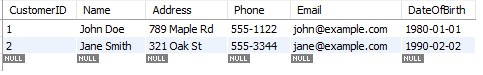 CustomerID Name Address Phone Email DateOfBirth
1 John Doe 789 Maple Rd 555-1122 john@example.com 1980-01-01
2 Jane Smith 321 Oak St 555-3344 jane@example.com 1990-02-02
NULL NULL NULL NULL NULL NULL